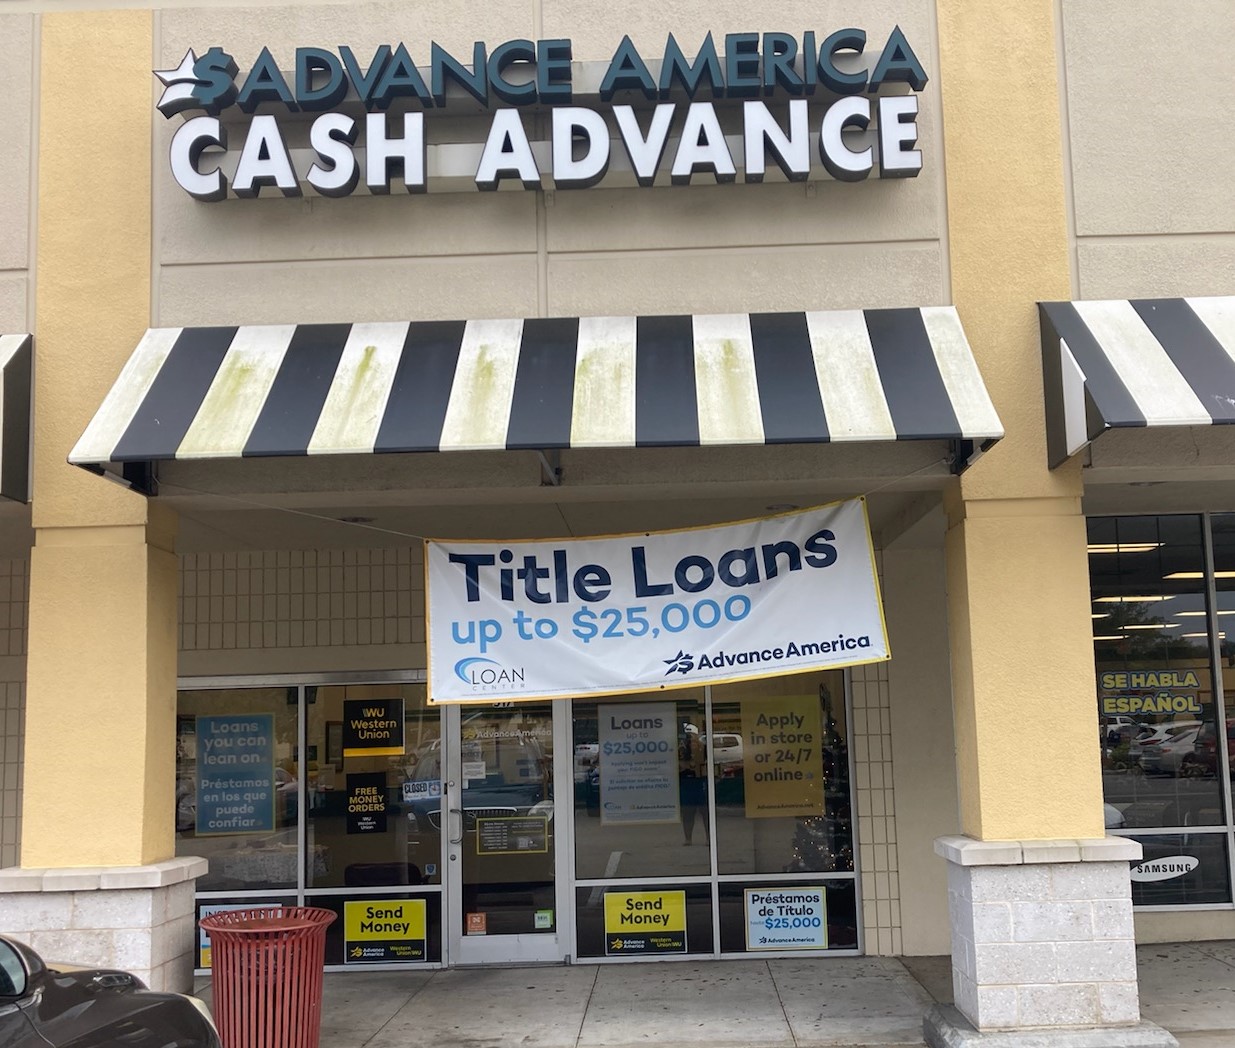 $ADVANCE AMERICA
CASH ADVANCE
Title Loans
up to $25,000
LOAN
CENTER
AdvanceAmerica
Loans
you can
lean on
Préstamos
en los que
puede
confiar
WU
Western
Union
FREE
MONEY
ORDERS
WU
Western
Union
CLOSED
AdvanceAmerica
Loans
up to
$25,000
Apply
in store
or 24/7
online
SE HABLA
ESPAÑOL
SAMSUNG
Send
Money
Advance
America
Western
Union WU
Send
Money
Advance
America
Western
Union WU
Préstamos
de Título
hasta $25,000
AdvanceAmerica